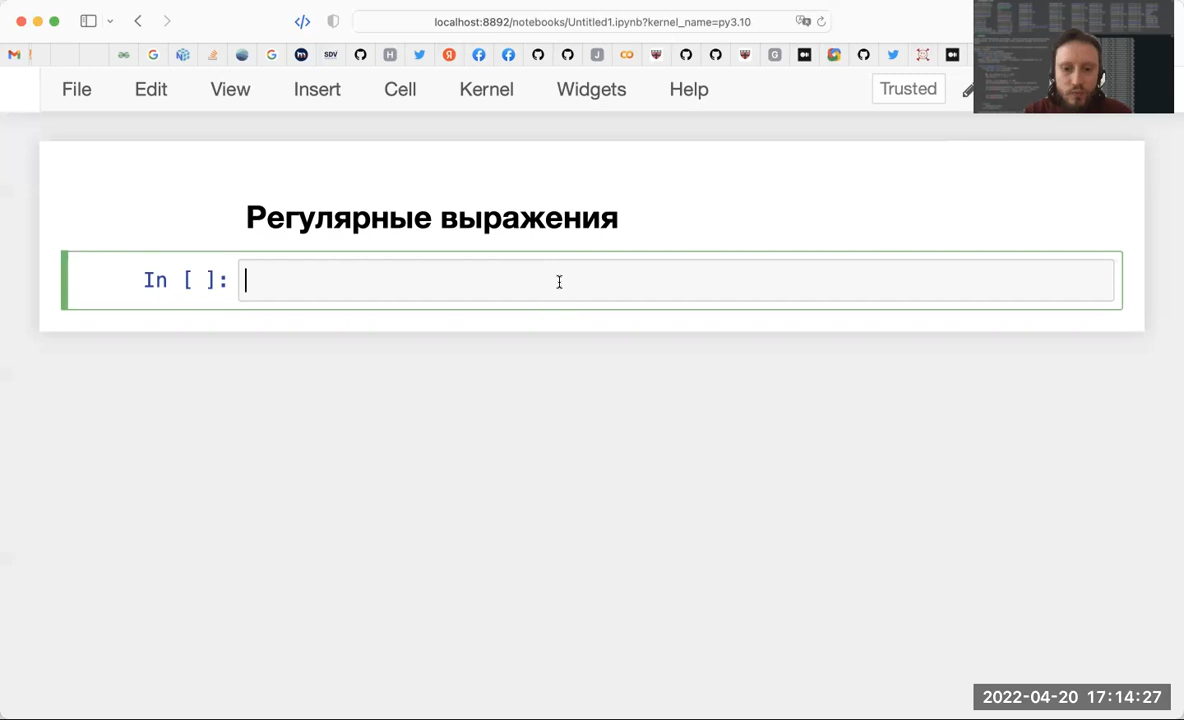 localhost:8892/notebooks/Untitled1.ipynb?kernel_name=py3.10
SDV
File Edit View Insert Cell Kernel Widgets Help Trusted
Регулярные выражения
In [ ]:
2022-04-20 17:14:27